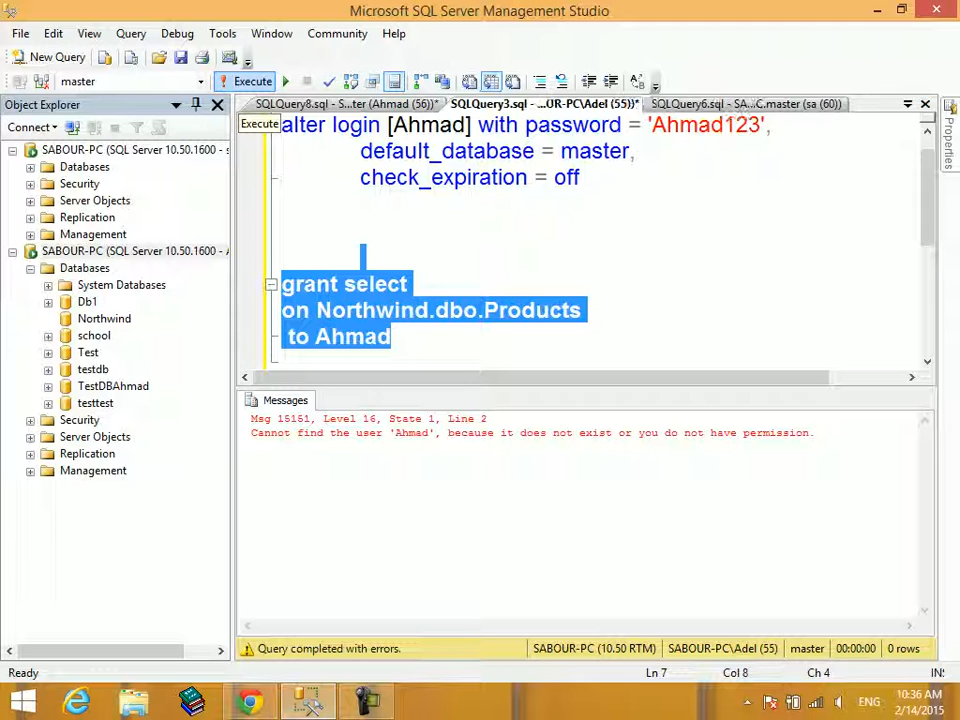 Microsoft SQL Server Management Studio
File Edit View Query Debug Tools Window Community Help
New Query
master Execute
Object Explorer
SQLQuery8.sql - S...ter (Ahmad (56))* SQLQuery3.sql - ...OR-PC\Adel (55))* SQLQuery6.sql - SA...C.master (sa (60))
Execute
Connect
SABOUR-PC (SQL Server 10.50.1600 - s
Databases
Security
Server Objects
Replication
Management
SABOUR-PC (SQL Server 10.50.1600 - A
Databases
System Databases
Db1
Northwind
school
Test
testdb
TestDBAhmad
testtest
Security
Server Objects
Replication
Management
alter login [Ahmad] with password = 'Ahmad123',
default_database = master,
check_expiration = off
grant select
on Northwind.dbo.Products
to Ahmad
Properties
Messages
Msg 15151, Level 16, State 1, Line 2
Cannot find the user 'Ahmad', because it does not exist or you do not have permission.
Query completed with errors. SABOUR-PC (10.50 RTM) SABOUR-PC\Adel (55) master 00:00:00 0 rows
Ready Ln 7 Col 8 Ch 4 INS
ENG
10:36 AM
2/14/2015